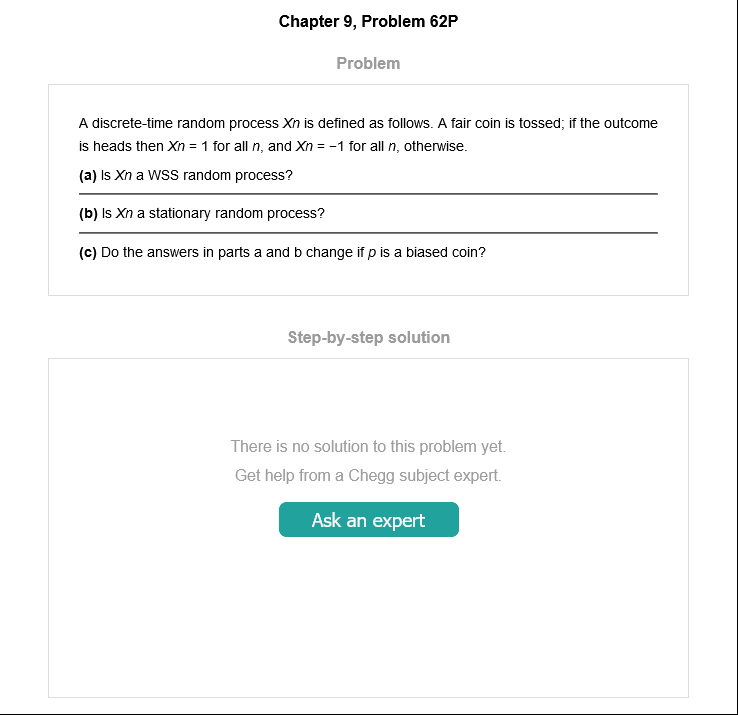 Chapter 9, Problem 62P
Problem
A discrete-time random process Xn is defined as follows. A fair coin is tossed; if the outcome
is heads then Xn = 1 for all n, and Xn = −1 for all n, otherwise.
(a) Is Xn a WSS random process?
(b) Is Xn a stationary random process?
(c) Do the answers in parts a and b change if p is a biased coin?
Step-by-step solution
There is no solution to this problem yet.
Get help from a Chegg subject expert.
Ask an expert